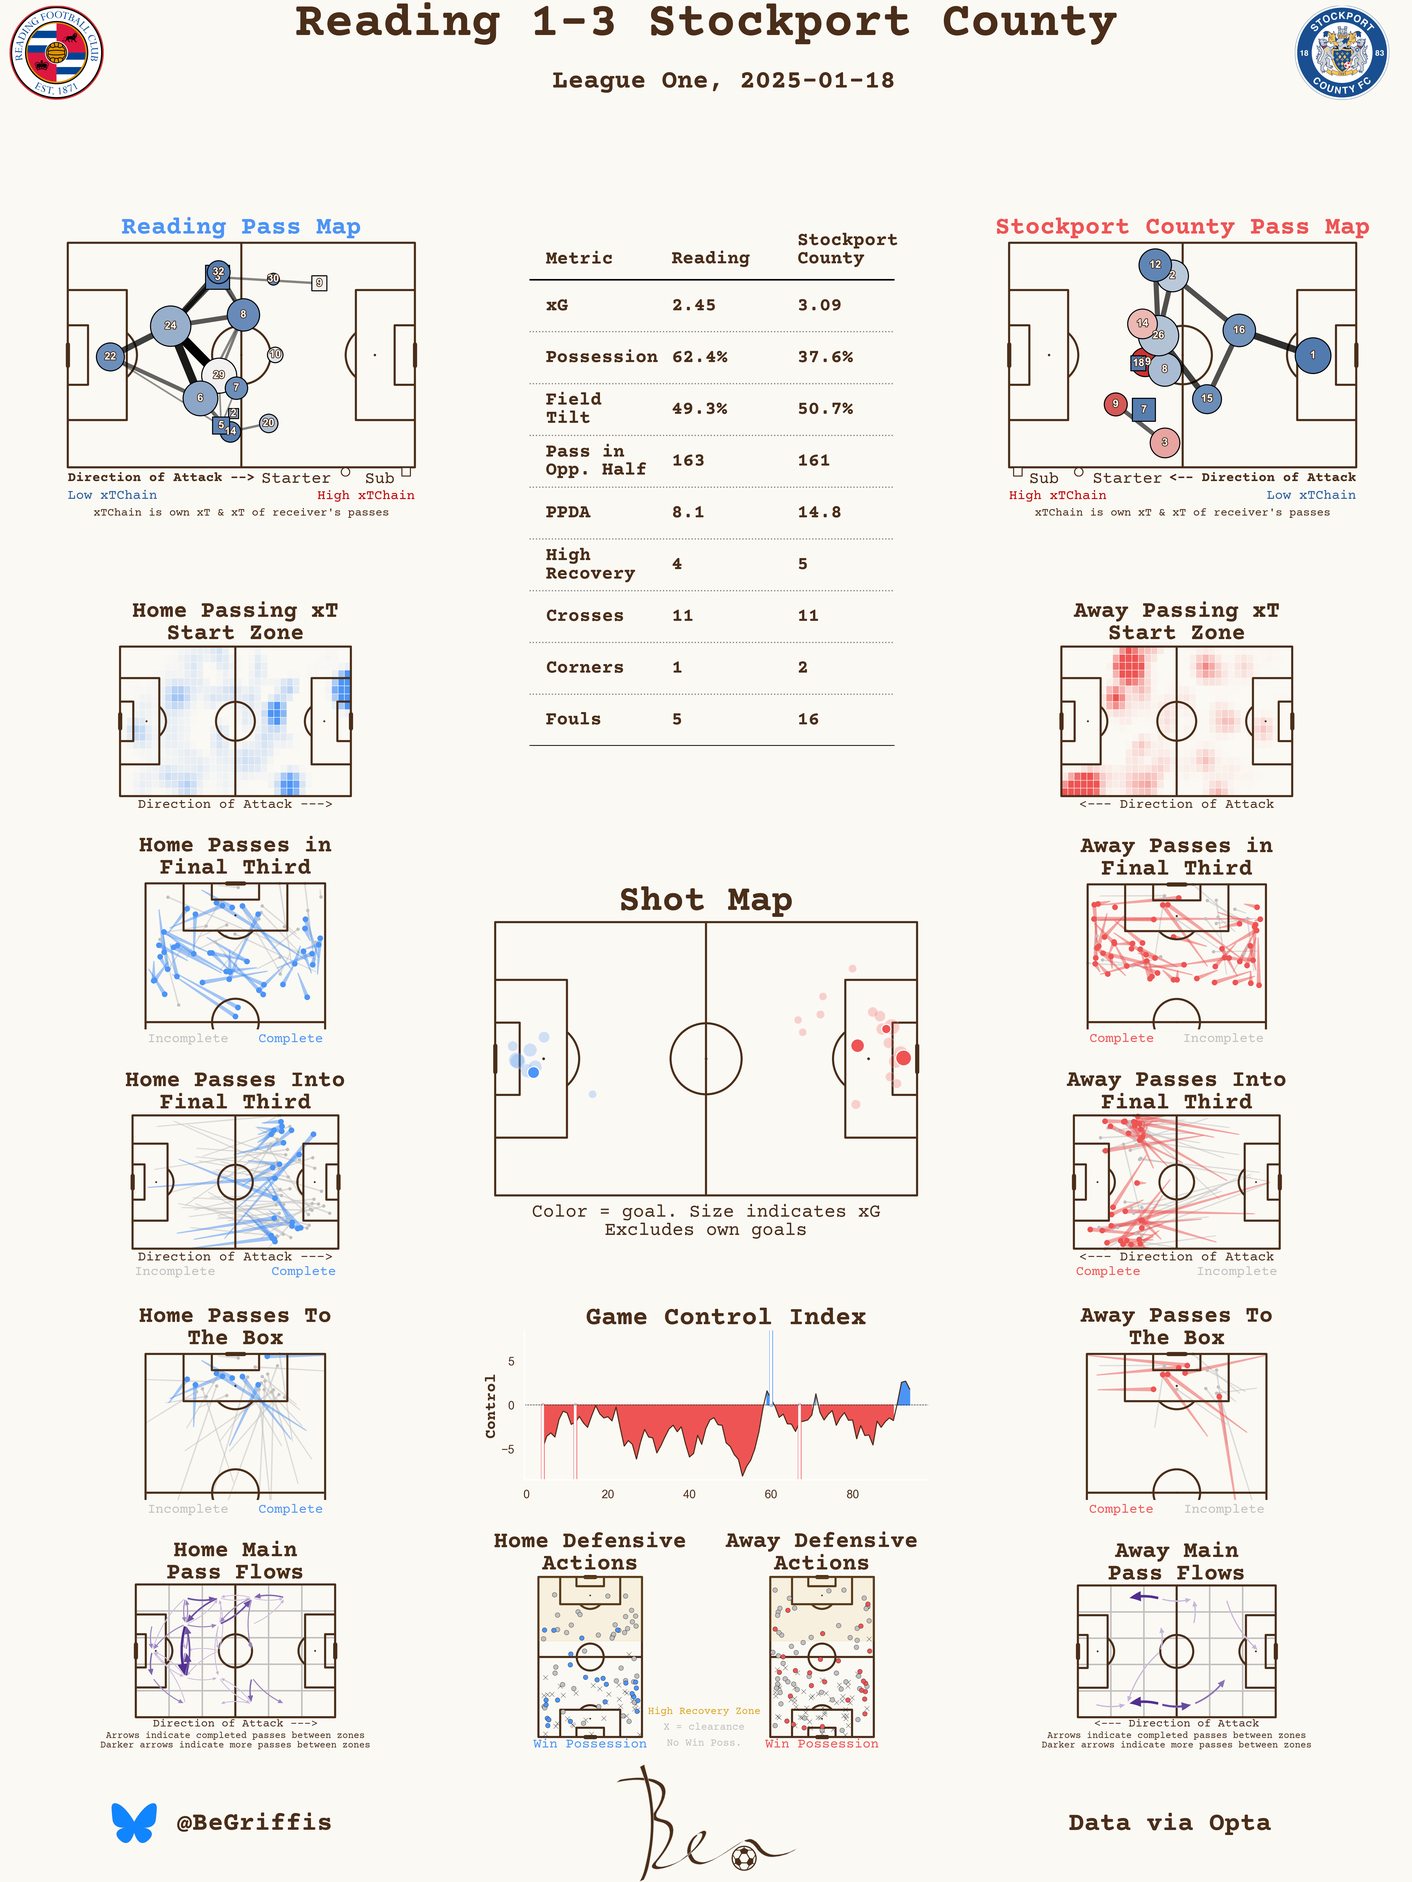 Reading 1-3 Stockport County
League One, 2025-01-18
READING FOOTBALL CLUB
EST. 1871
STOCKPORT
18 83
COUNTY FC
Reading Pass Map
32
30
9
24
8
22
10
29
6
7
2
5
14
20
Direction of Attack --> Starter Sub
Low xTChain High xTChain
xTChain is own xT & xT of receiver's passes
Metric Reading Stockport County
xG 2.45 3.09
Possession 62.4% 37.6%
Field Tilt 49.3% 50.7%
Pass in Opp. Half 163 161
PPDA 8.1 14.8
High Recovery 4 5
Crosses 11 11
Corners 1 2
Fouls 5 16
Stockport County Pass Map
12
2
14
26
16
1
18
8
15
9
7
3
Sub Starter <-- Direction of Attack
High xTChain Low xTChain
xTChain is own xT & xT of receiver's passes
Home Passing xT
Start Zone
Direction of Attack --->
Away Passing xT
Start Zone
<--- Direction of Attack
Home Passes in
Final Third
Incomplete Complete
Away Passes in
Final Third
Complete Incomplete
Shot Map
Color = goal. Size indicates xG
Excludes own goals
Home Passes Into
Final Third
Direction of Attack --->
Incomplete Complete
Away Passes Into
Final Third
<--- Direction of Attack
Complete Incomplete
Home Passes To
The Box
Incomplete Complete
Game Control Index
Control
5
0
−5
0 20 40 60 80
Away Passes To
The Box
Complete Incomplete
Home Main
Pass Flows
Direction of Attack --->
Arrows indicate completed passes between zones
Darker arrows indicate more passes between zones
Home Defensive
Actions
Win Possession
Away Defensive
Actions
Win Possession
High Recovery Zone
X = clearance
No Win Poss.
Away Main
Pass Flows
<--- Direction of Attack
Arrows indicate completed passes between zones
Darker arrows indicate more passes between zones
@BeGriffis
Ben
Data via Opta